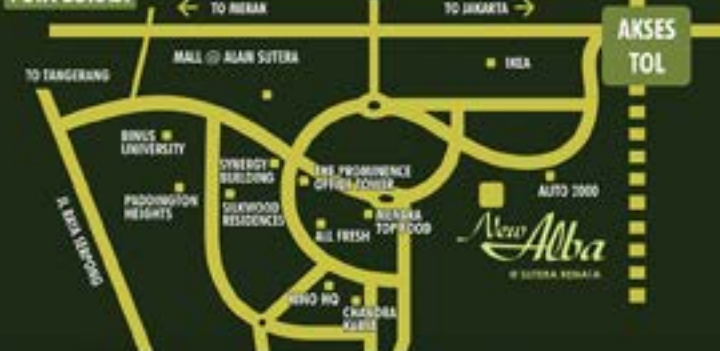 TO MERAK
TO JAKARTA
AKSES
TOL
MALL @ ALAM SUTERA
IKEA
TO TANGERANG
BINUS
UNIVERSITY
SYNERGY
BUILDING
THE PROMINENCE
OFFICE TOWER
PADDINGTON
HEIGHTS
SILKWOOD
RESIDENCES
AUTO 2000
MENARA
TOP FOOD
ALL FRESH
New Alba
@ SUTERA RENATA
JL RAYA SERPONG
HINO HQ
CHANDRA
KARYA